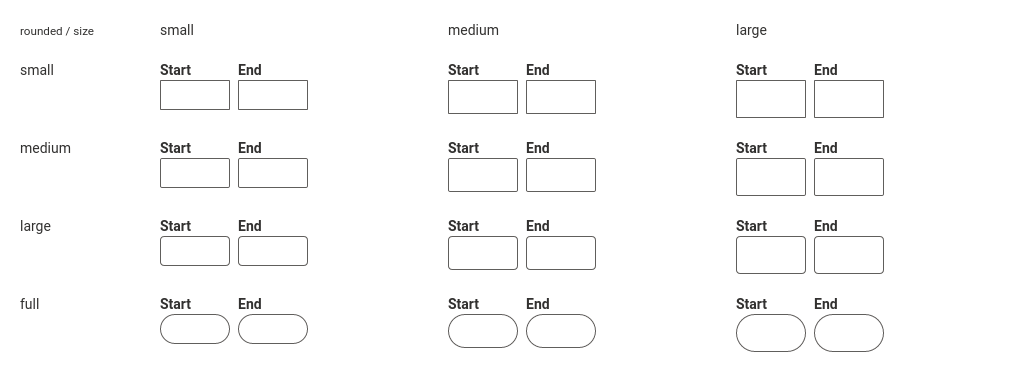 rounded / size small medium large
small Start End Start End Start End
medium Start End Start End Start End
large Start End Start End Start End
full Start End Start End Start End